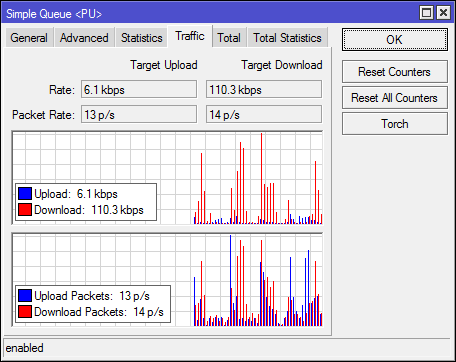 Simple Queue <PU>
General Advanced Statistics Traffic Total Total Statistics
OK
Reset Counters
Reset All Counters
Torch
Target Upload Target Download
Rate: 6.1 kbps 110.3 kbps
Packet Rate: 13 p/s 14 p/s
Upload: 6.1 kbps
Download: 110.3 kbps
Upload Packets: 13 p/s
Download Packets: 14 p/s
enabled